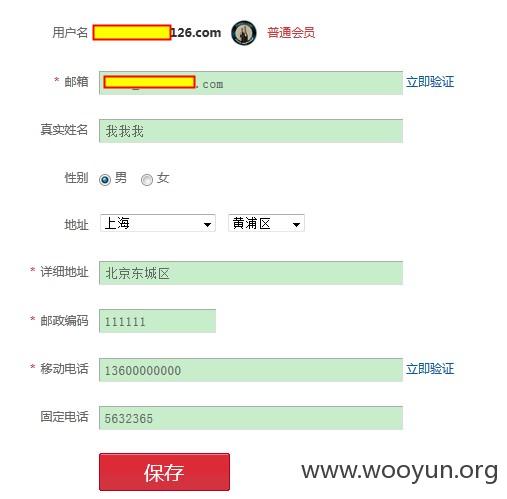 用户名 126.com 普通会员
* 邮箱 .com 立即验证
真实姓名 我我我
性别 男 女
地址 上海 黄浦区
* 详细地址 北京东城区
* 邮政编码 111111
* 移动电话 13600000000 立即验证
固定电话 5632365
保存
www.wooyun.org